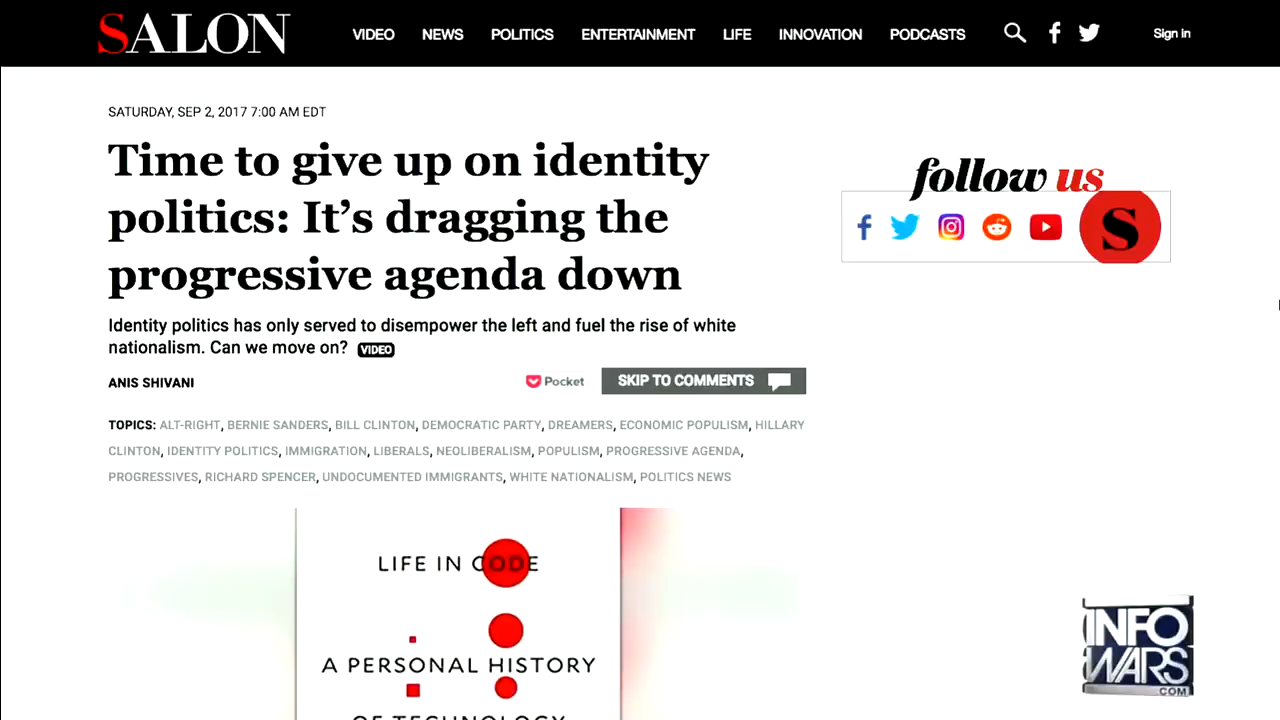 SALON
VIDEO NEWS POLITICS ENTERTAINMENT LIFE INNOVATION PODCASTS Sign in
SATURDAY, SEP 2, 2017 7:00 AM EDT
Time to give up on identity
politics: It's dragging the
progressive agenda down
follow us
S
Identity politics has only served to disempower the left and fuel the rise of white
nationalism. Can we move on? VIDEO
ANIS SHIVANI
Pocket
SKIP TO COMMENTS
TOPICS: ALT-RIGHT, BERNIE SANDERS, BILL CLINTON, DEMOCRATIC PARTY, DREAMERS, ECONOMIC POPULISM, HILLARY
CLINTON, IDENTITY POLITICS, IMMIGRATION, LIBERALS, NEOLIBERALISM, POPULISM, PROGRESSIVE AGENDA,
PROGRESSIVES, RICHARD SPENCER, UNDOCUMENTED IMMIGRANTS, WHITE NATIONALISM, POLITICS NEWS
LIFE IN CODE
A PERSONAL HISTORY
OF TECHNOLOGY
INFO
WARS
.COM